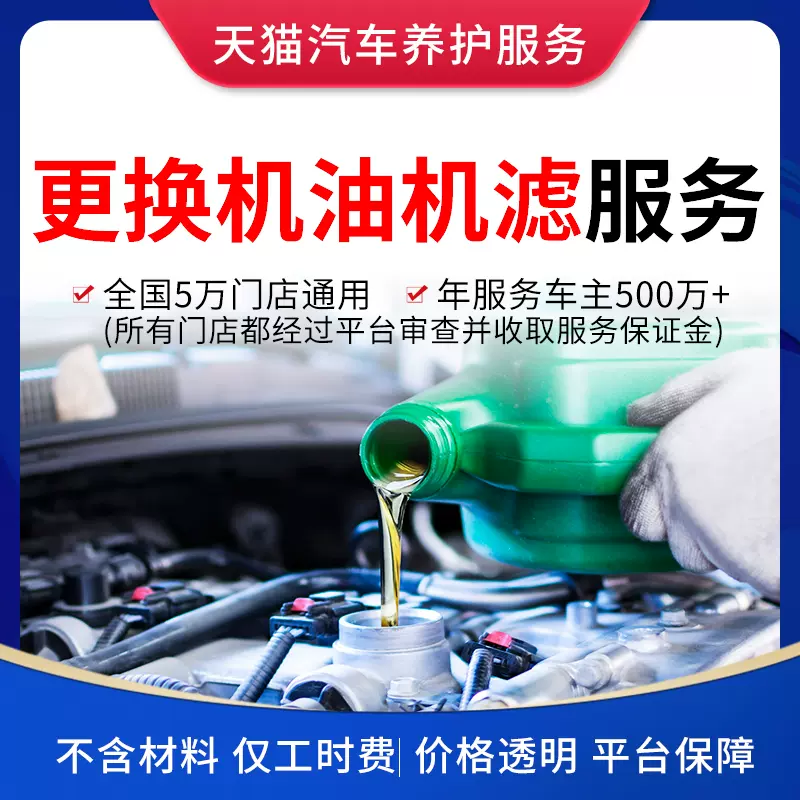 天猫汽车养护服务
更换机油机滤服务
全国5万门店通用 年服务车主500万+
(所有门店都经过平台审查并收取服务保证金)
不含材料 仅工时费| 价格透明 平台保障